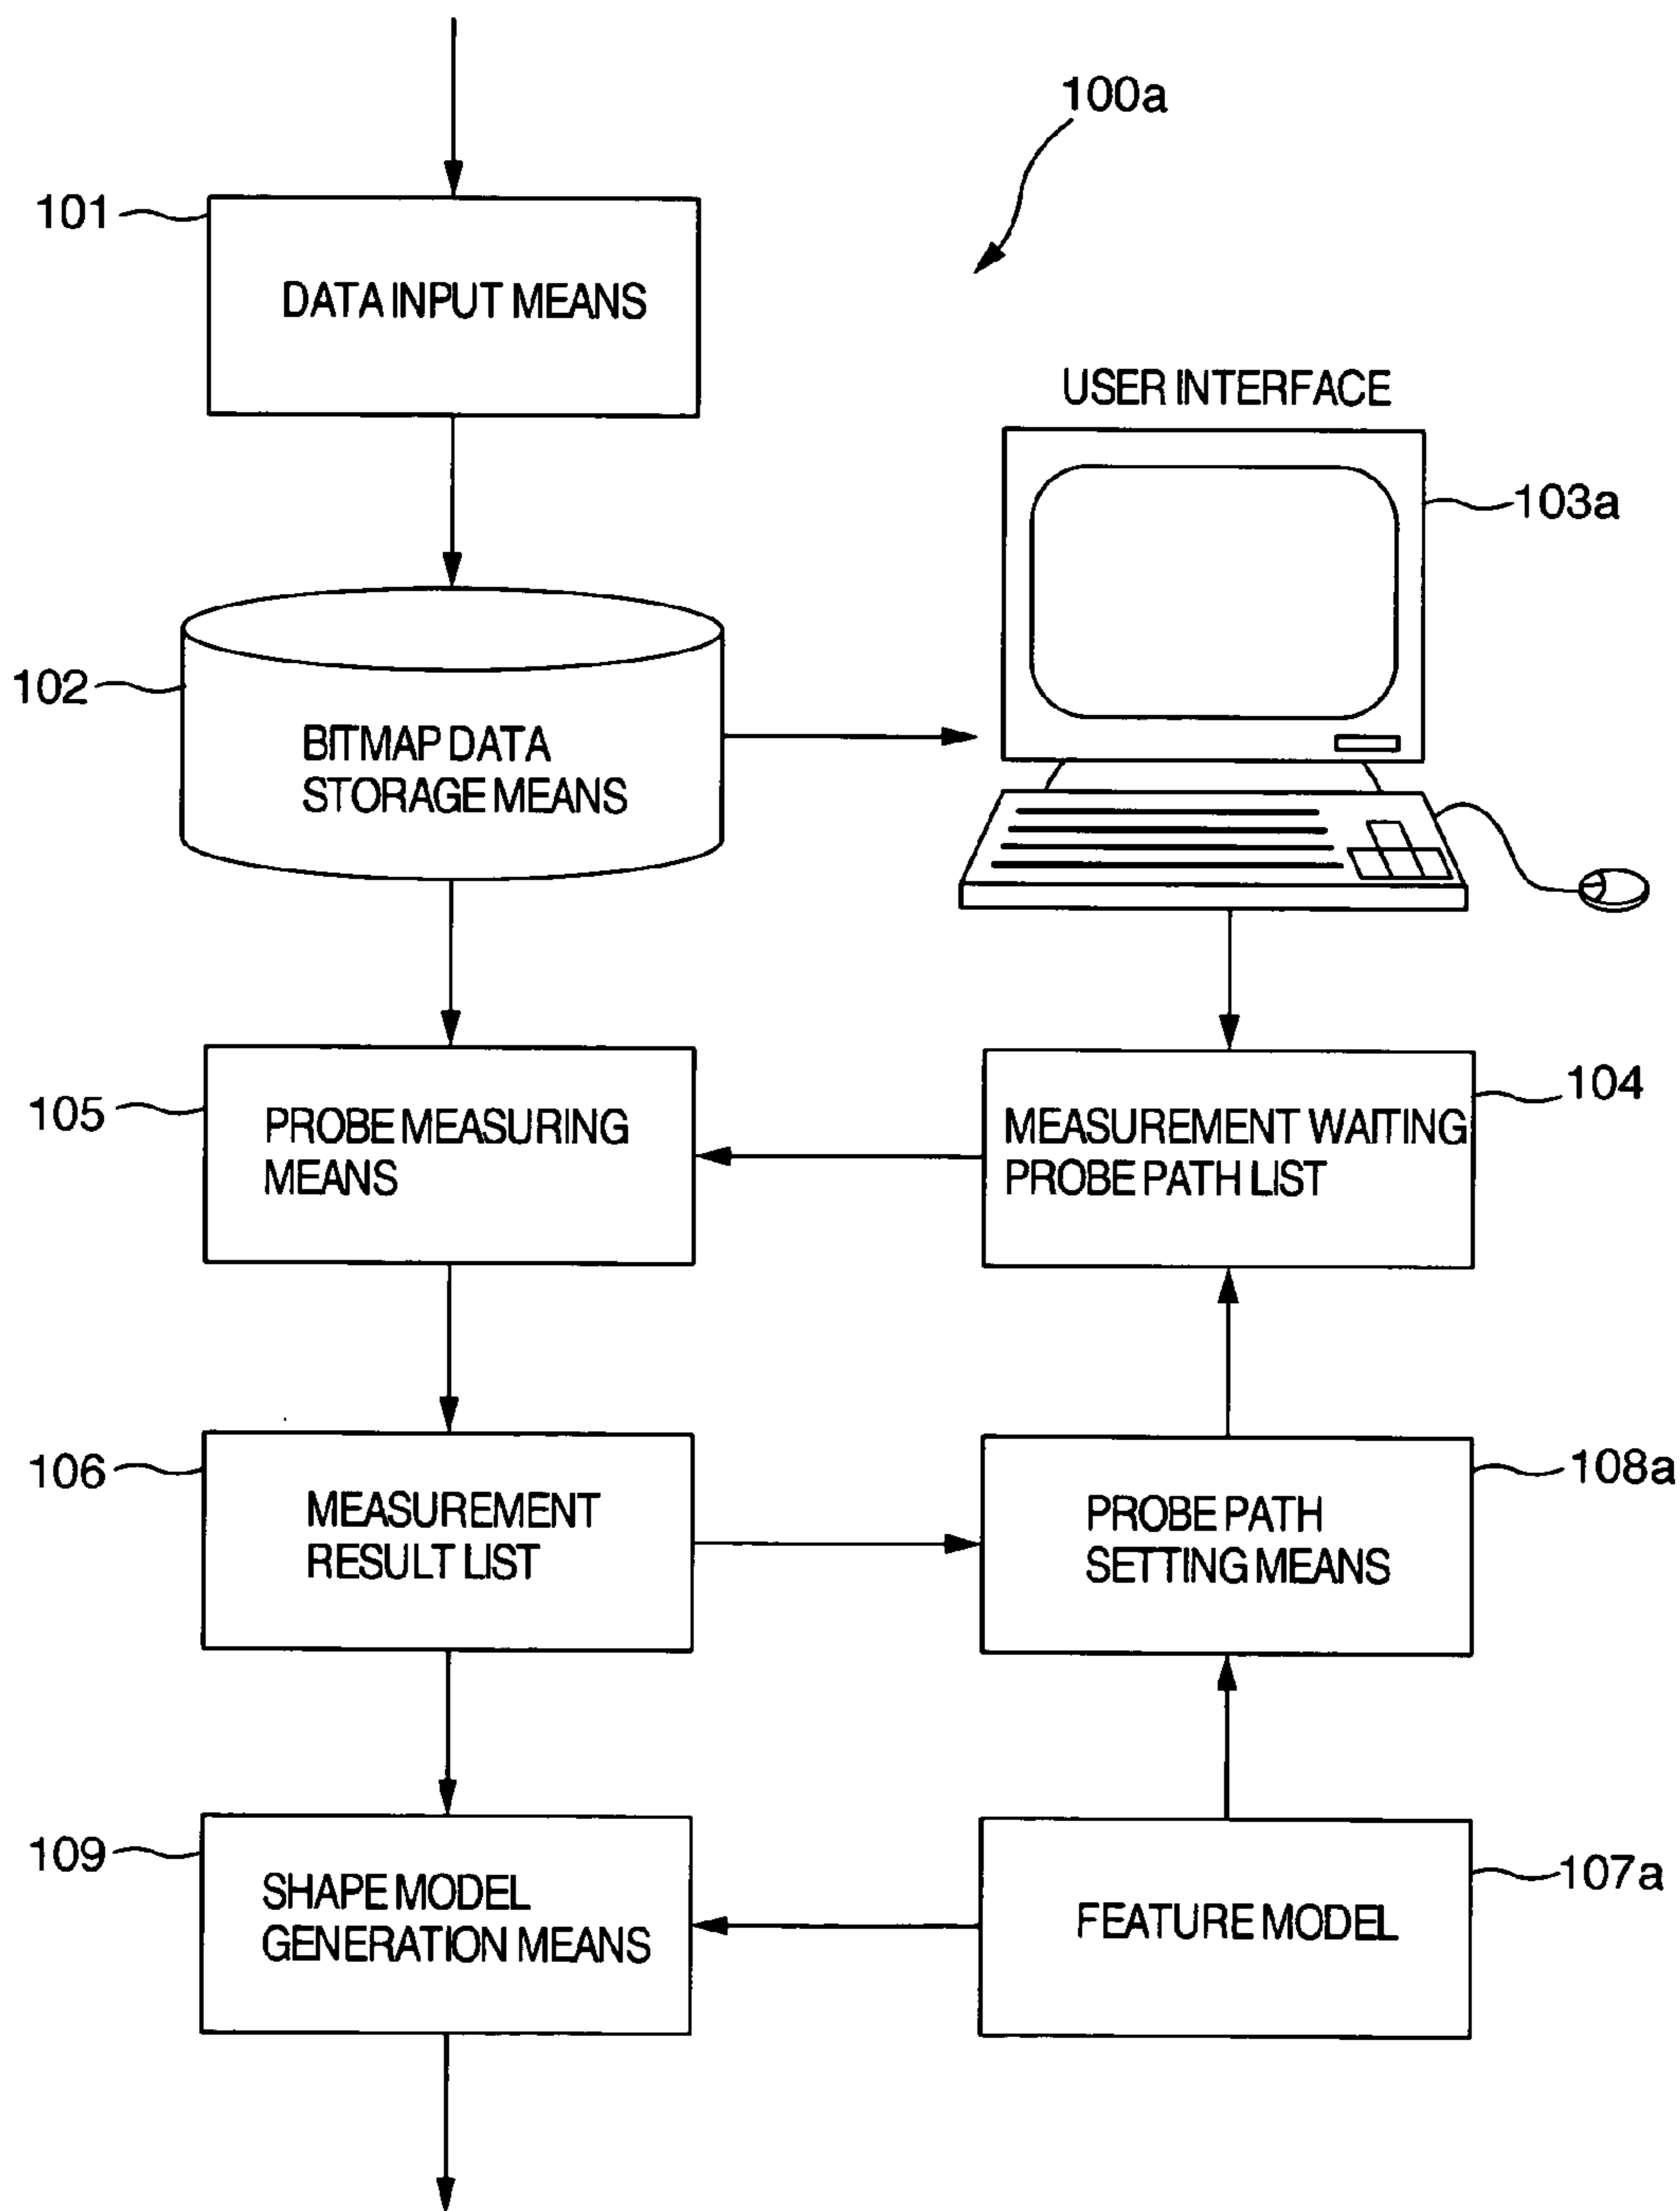 100a
101
DATA INPUT MEANS
USER INTERFACE
103a
102
BITMAP DATA
STORAGE MEANS
104
105
PROBE MEASURING
MEANS
MEASUREMENT WAITING
PROBE PATH LIST
106
MEASUREMENT
RESULT LIST
108a
PROBE PATH
SETTING MEANS
109
SHAPE MODEL
GENERATION MEANS
107a
FEATURE MODEL